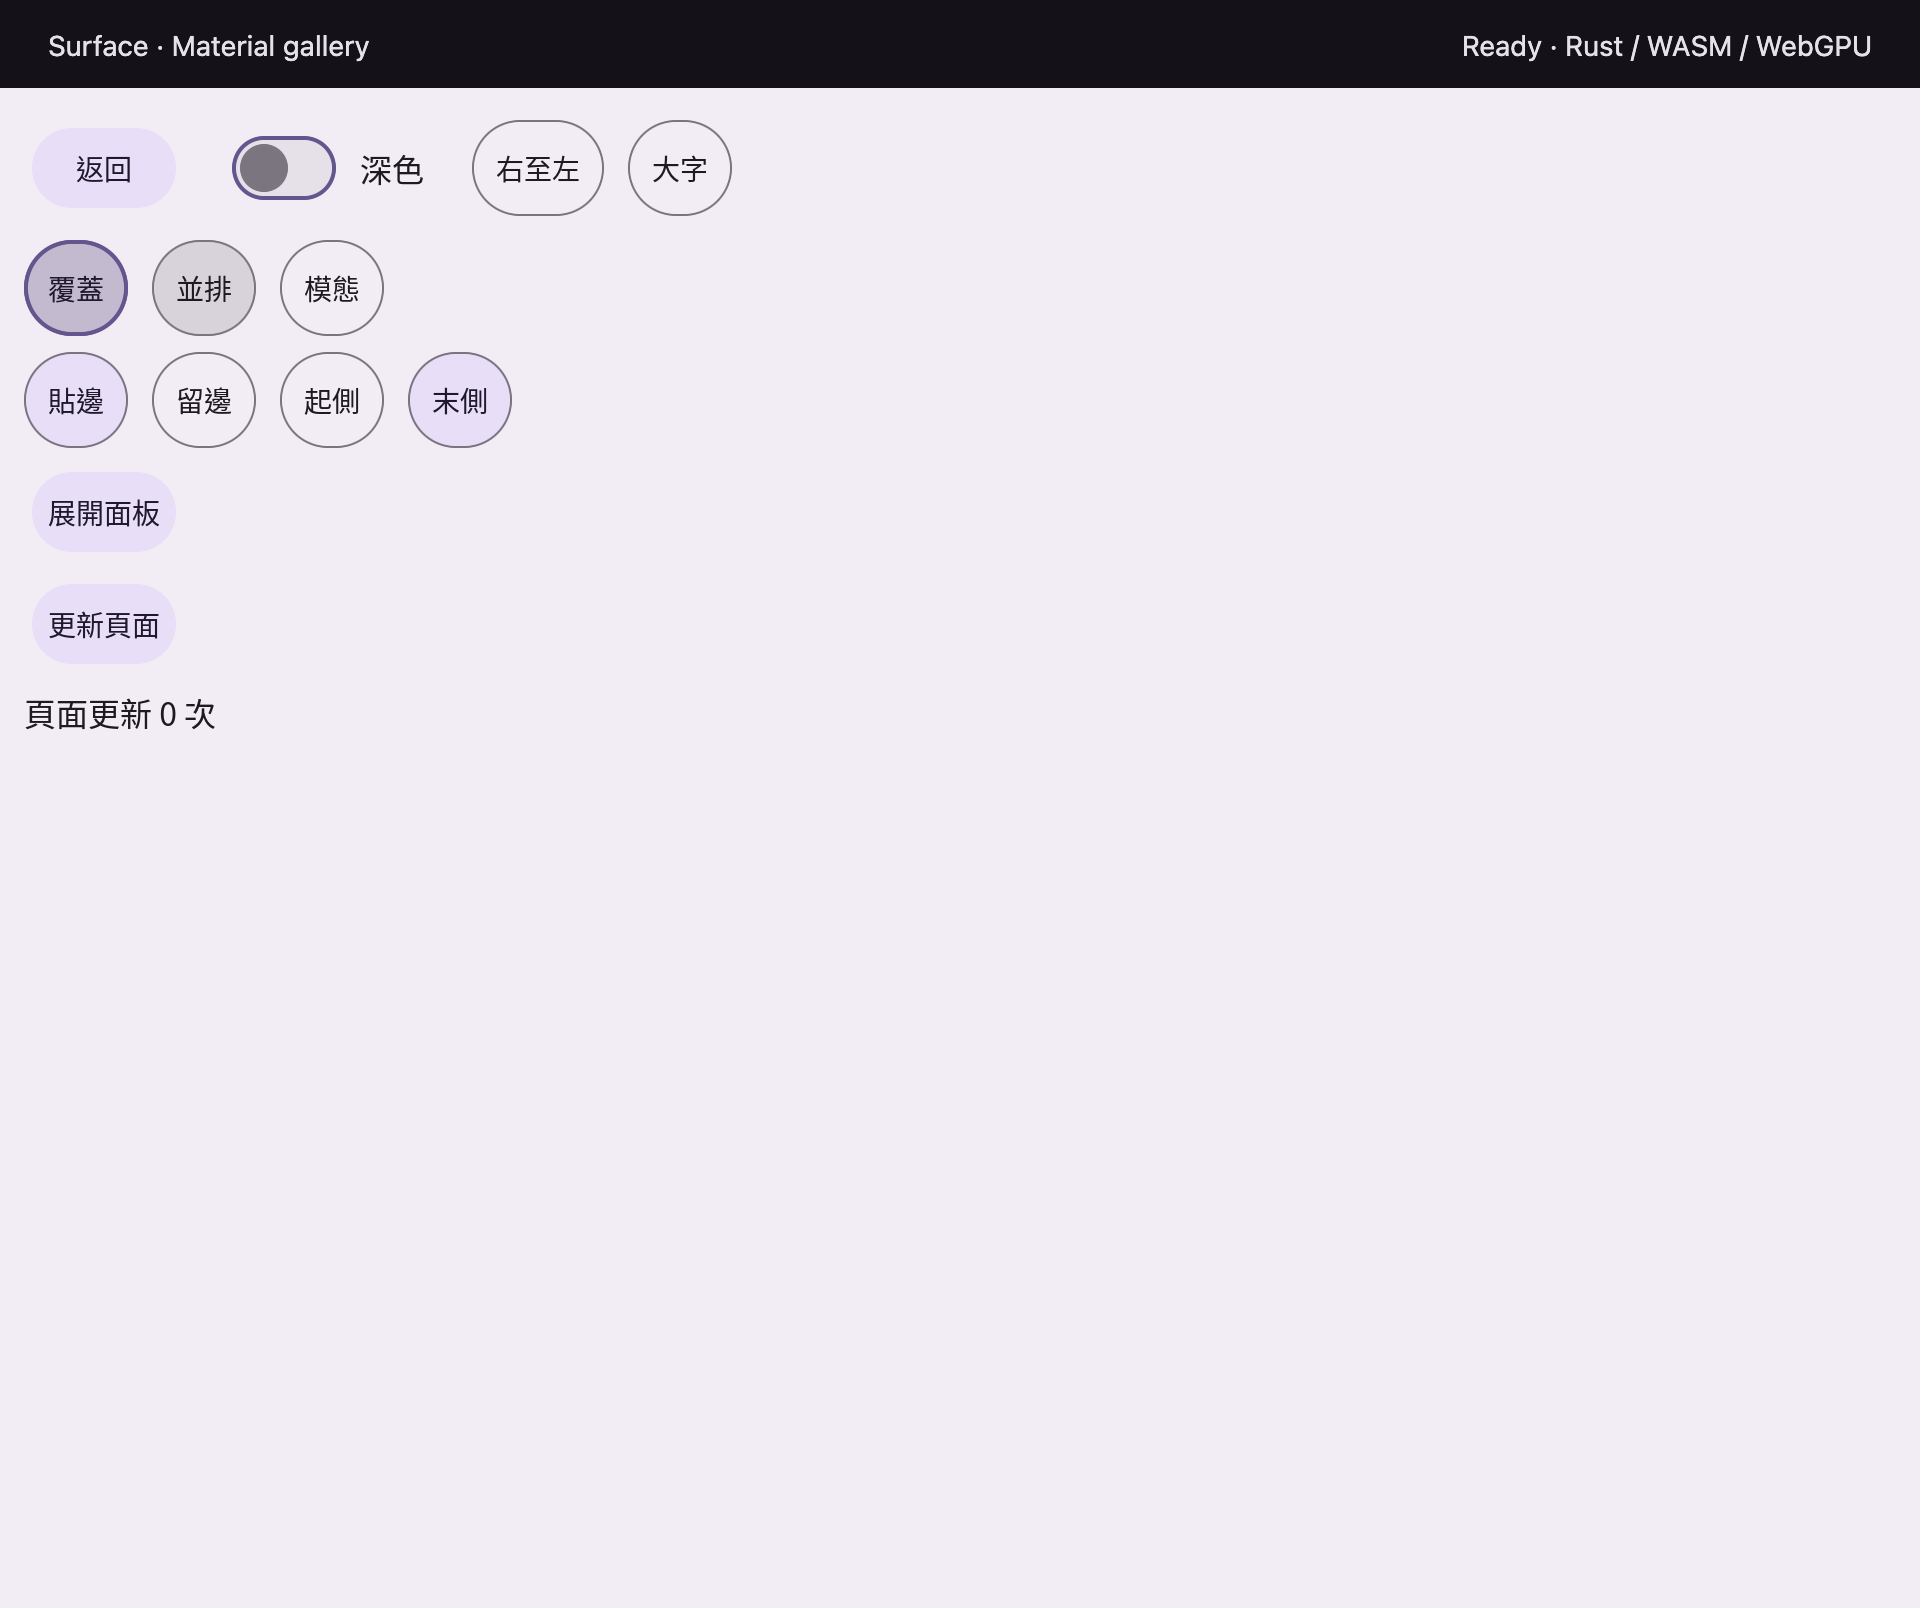 Surface · Material gallery
Ready · Rust / WASM / WebGPU
返回 深色 右至左 大字
覆蓋 並排 模態
貼邊 留邊 起側 末側
展開面板
更新頁面
頁面更新 0 次